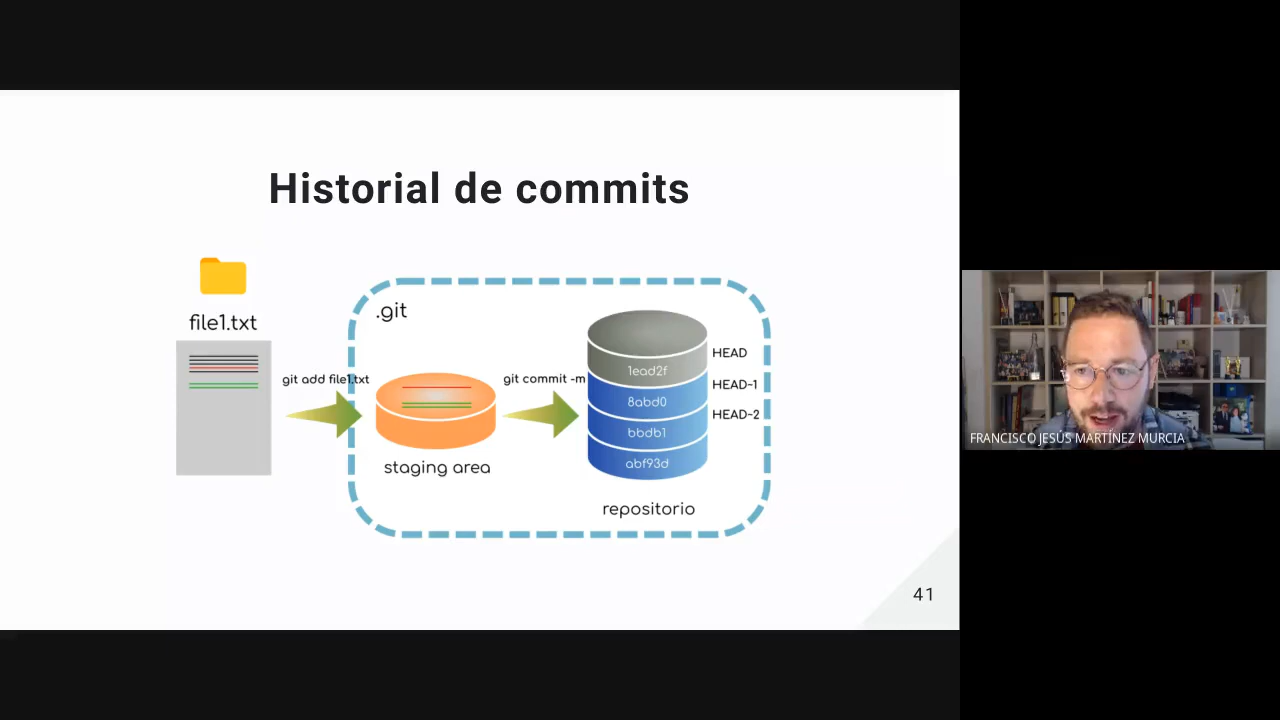 Historial de commits
file1.txt
.git
git add file1.txt
git commit -m
staging area
1ead2f
8abd0
bbdb1
abf93d
HEAD
HEAD-1
HEAD-2
repositorio
41
FRANCISCO JESÚS MARTÍNEZ MURCIA